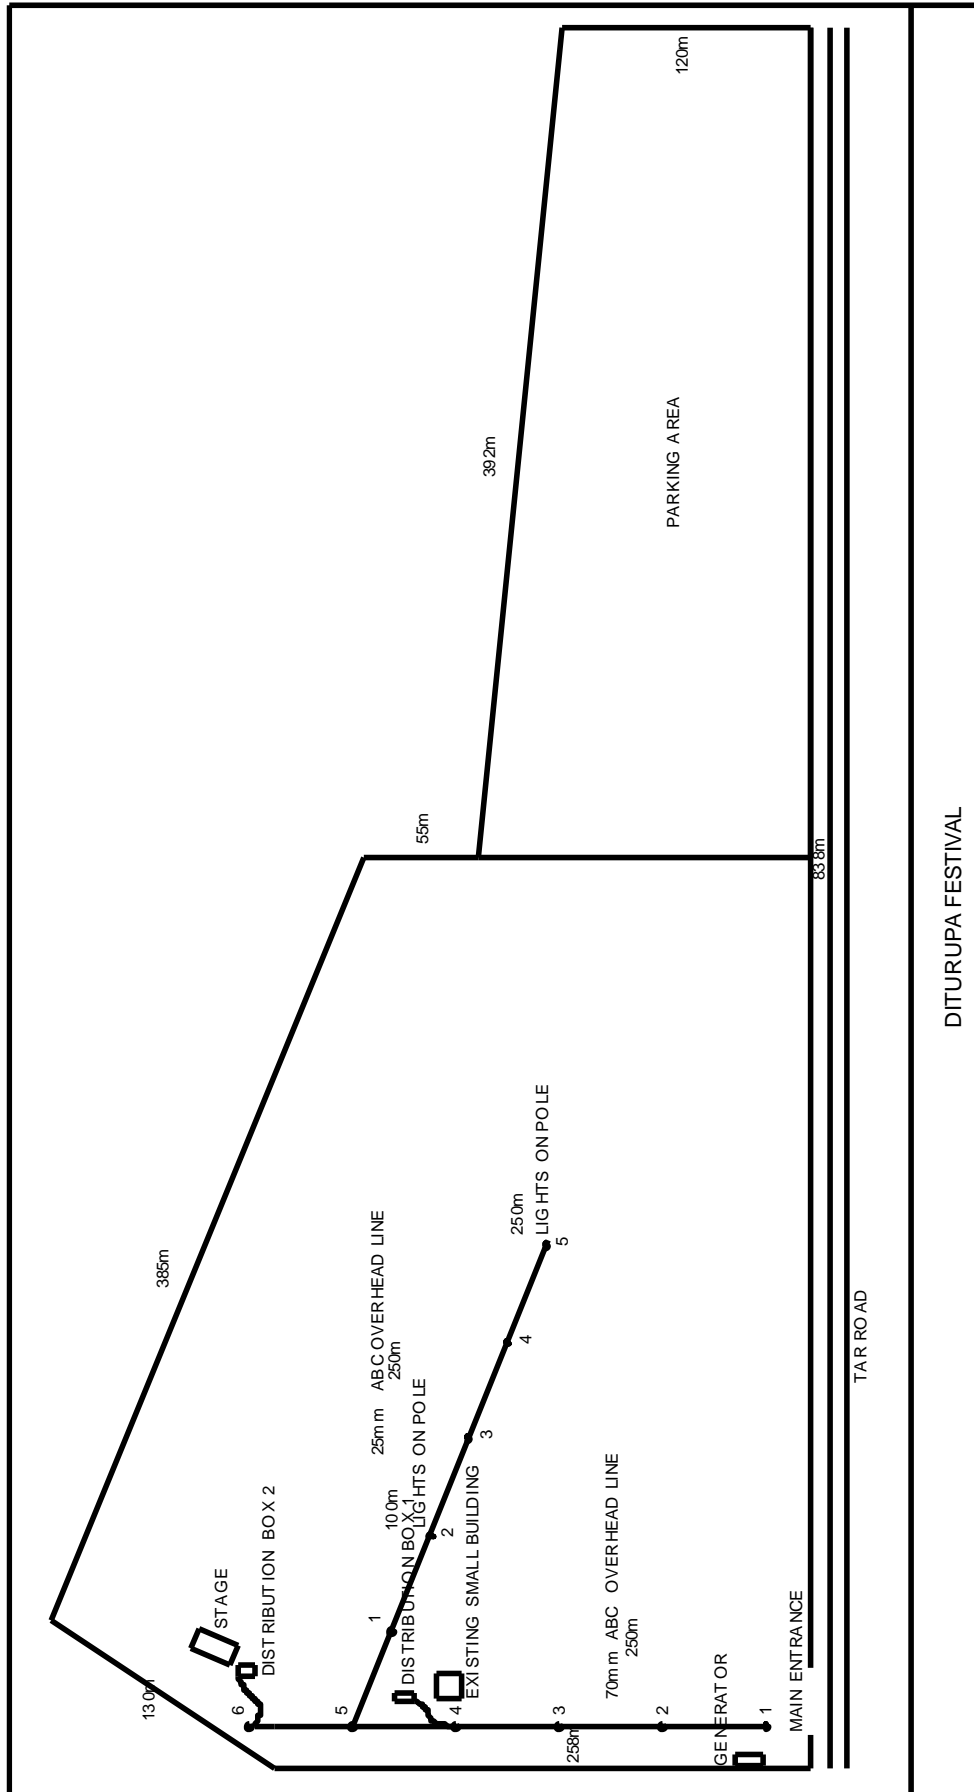 120m
392m
PARKING AREA
55m
838m
385m
130m
258m
STAGE
DISTRIBUTION BOX 2
25mm ABC OVERHEAD LINE
250m
100m
LIGHTS ON POLE
DISTRIBUTION BOX 1
EXISTING SMALL BUILDING
250m
LIGHTS ON POLE
70mm ABC OVERHEAD LINE
250m
GENERATOR
MAIN ENTRANCE
1
2
3
4
5
6
1
2
3
4
5
TAR ROAD
DITURUPA FESTIVAL